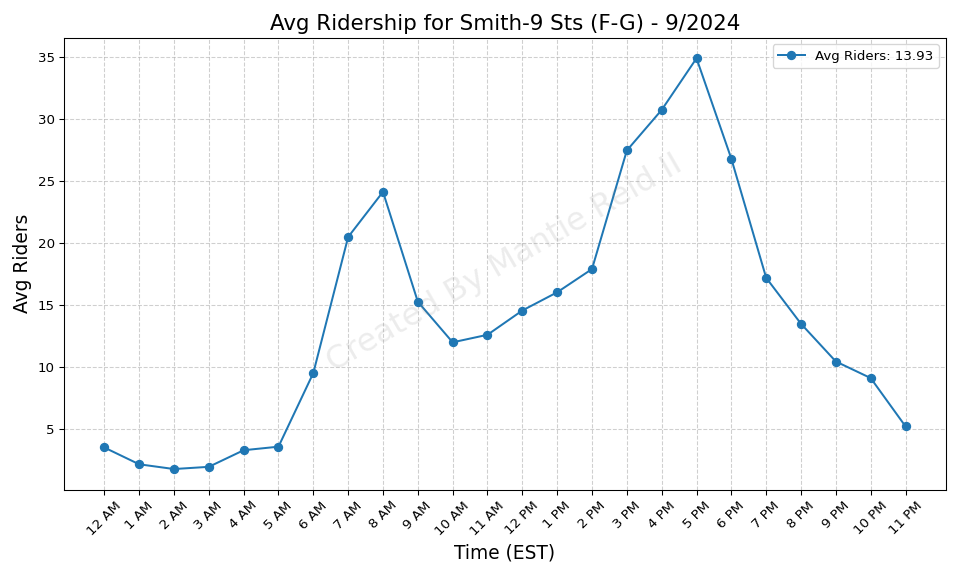 Avg Ridership for Smith-9 Sts (F-G) - 9/2024
Avg Riders: 13.93
Avg Riders
35
30
25
20
15
10
5
Created By Mantle Reid II
12 AM
1 AM
2 AM
3 AM
4 AM
5 AM
6 AM
7 AM
8 AM
9 AM
10 AM
11 AM
12 PM
1 PM
2 PM
3 PM
4 PM
5 PM
6 PM
7 PM
8 PM
9 PM
10 PM
11 PM
Time (EST)